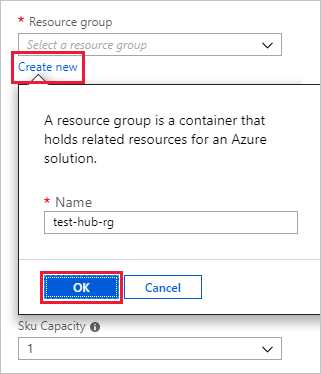 * Resource group
Select a resource group
Create new
A resource group is a container that
holds related resources for an Azure
solution.
* Name
test-hub-rg
OK Cancel
Sku Capacity
1